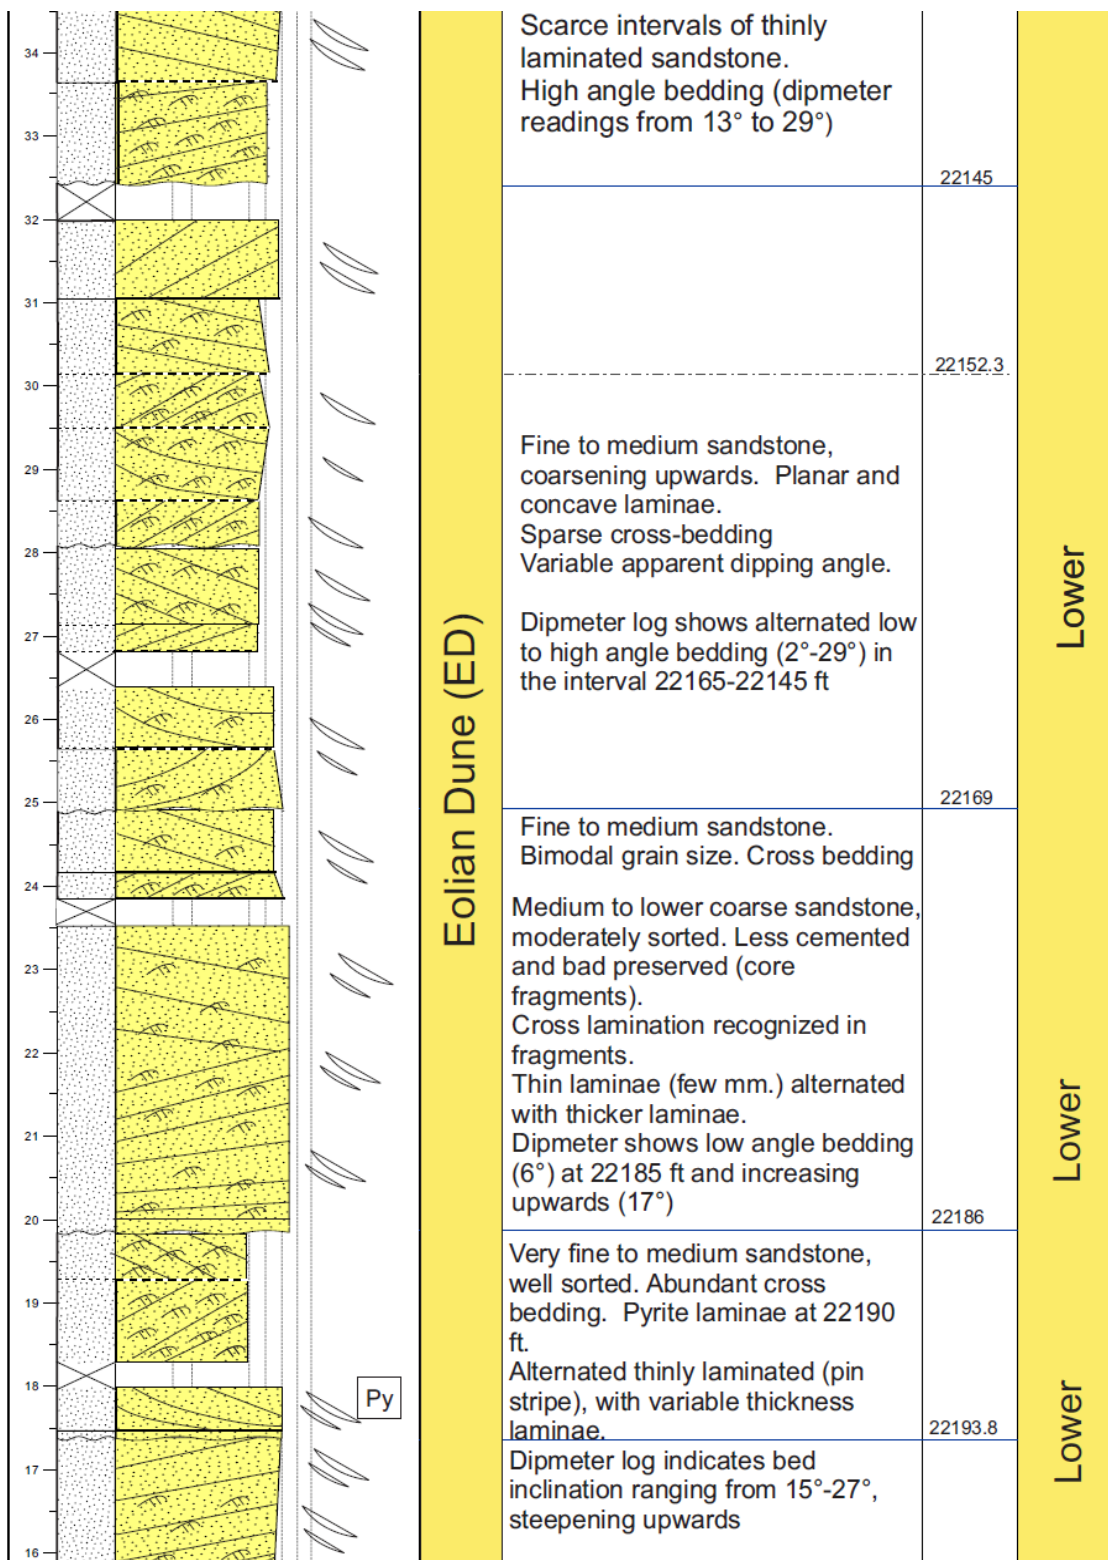 34
33
32
31
30
29
28
27
26
25
24
23
22
21
20
19
18
17
16
Py
Eolian Dune (ED)
Scarce intervals of thinly
laminated sandstone.
High angle bedding (dipmeter
readings from 13° to 29°)
22145
22152.3
Fine to medium sandstone,
coarsening upwards. Planar and
concave laminae.
Sparse cross-bedding
Variable apparent dipping angle.
Dipmeter log shows alternated low
to high angle bedding (2°-29°) in
the interval 22165-22145 ft
22169
Fine to medium sandstone.
Bimodal grain size. Cross bedding
Medium to lower coarse sandstone,
moderately sorted. Less cemented
and bad preserved (core
fragments).
Cross lamination recognized in
fragments.
Thin laminae (few mm.) alternated
with thicker laminae.
Dipmeter shows low angle bedding
(6°) at 22185 ft and increasing
upwards (17°)
22186
Very fine to medium sandstone,
well sorted. Abundant cross
bedding. Pyrite laminae at 22190
ft.
Alternated thinly laminated (pin
stripe), with variable thickness
laminae.
22193.8
Dipmeter log indicates bed
inclination ranging from 15°-27°,
steepening upwards
Lower
Lower
Lower